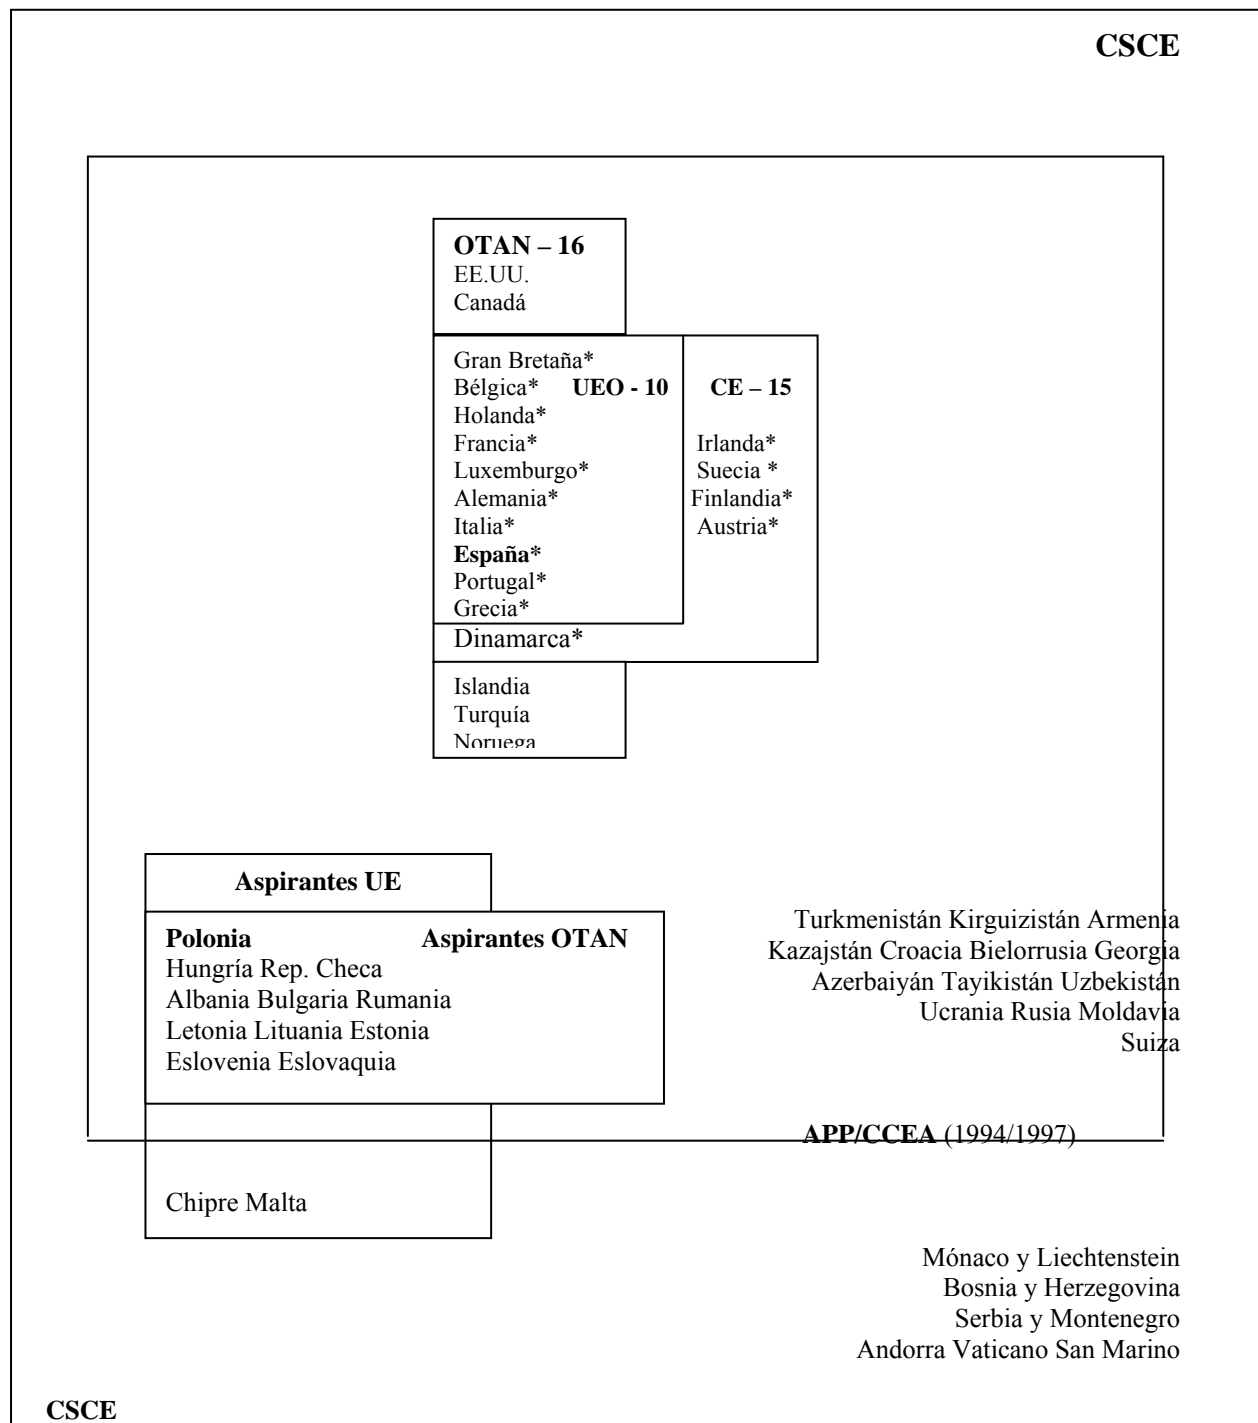 CSCE
OTAN – 16
EE.UU.
Canadá
Gran Bretaña*
Bélgica* UEO - 10 CE – 15
Holanda*
Francia* Irlanda*
Luxemburgo* Suecia *
Alemania* Finlandia*
Italia* Austria*
España*
Portugal*
Grecia*
Dinamarca*
Islandia
Turquía
Noruega
Aspirantes UE
Polonia Aspirantes OTAN
Hungría Rep. Checa
Albania Bulgaria Rumania
Letonia Lituania Estonia
Eslovenia Eslovaquia
Turkmenistán Kirguizistán Armenia
Kazajstán Croacia Bielorrusia Georgia
Azerbaiyán Tayikistán Uzbekistán
Ucrania Rusia Moldavia
Suiza
APP/CCEA (1994/1997)
Chipre Malta
Mónaco y Liechtenstein
Bosnia y Herzegovina
Serbia y Montenegro
Andorra Vaticano San Marino
CSCE